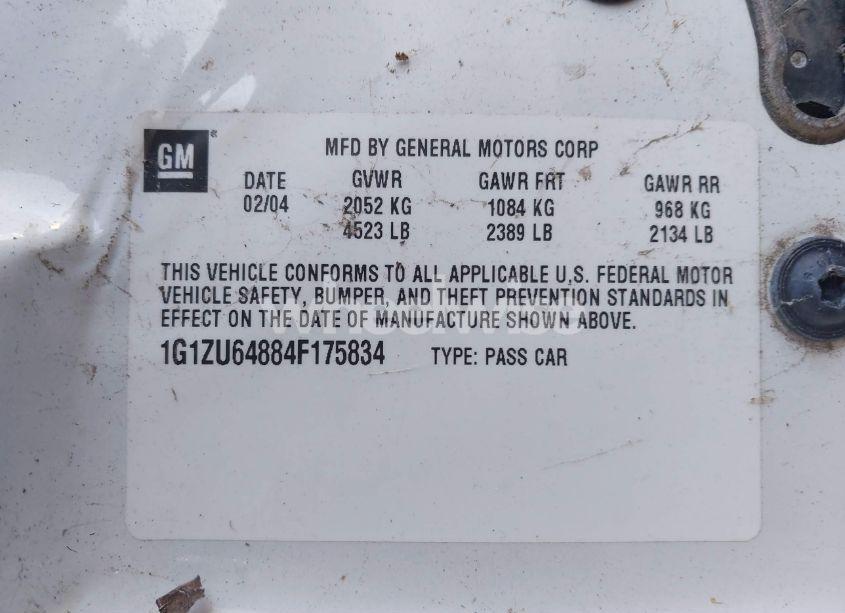 GM
MFD BY GENERAL MOTORS CORP
DATE GVWR GAWR FRT GAWR RR
02/04 2052 KG 1084 KG 968 KG
4523 LB 2389 LB 2134 LB
THIS VEHICLE CONFORMS TO ALL APPLICABLE U.S. FEDERAL MOTOR
VEHICLE SAFETY, BUMPER, AND THEFT PREVENTION STANDARDS IN
EFFECT ON THE DATE OF MANUFACTURE SHOWN ABOVE.
1G1ZU64884F175834 TYPE: PASS CAR